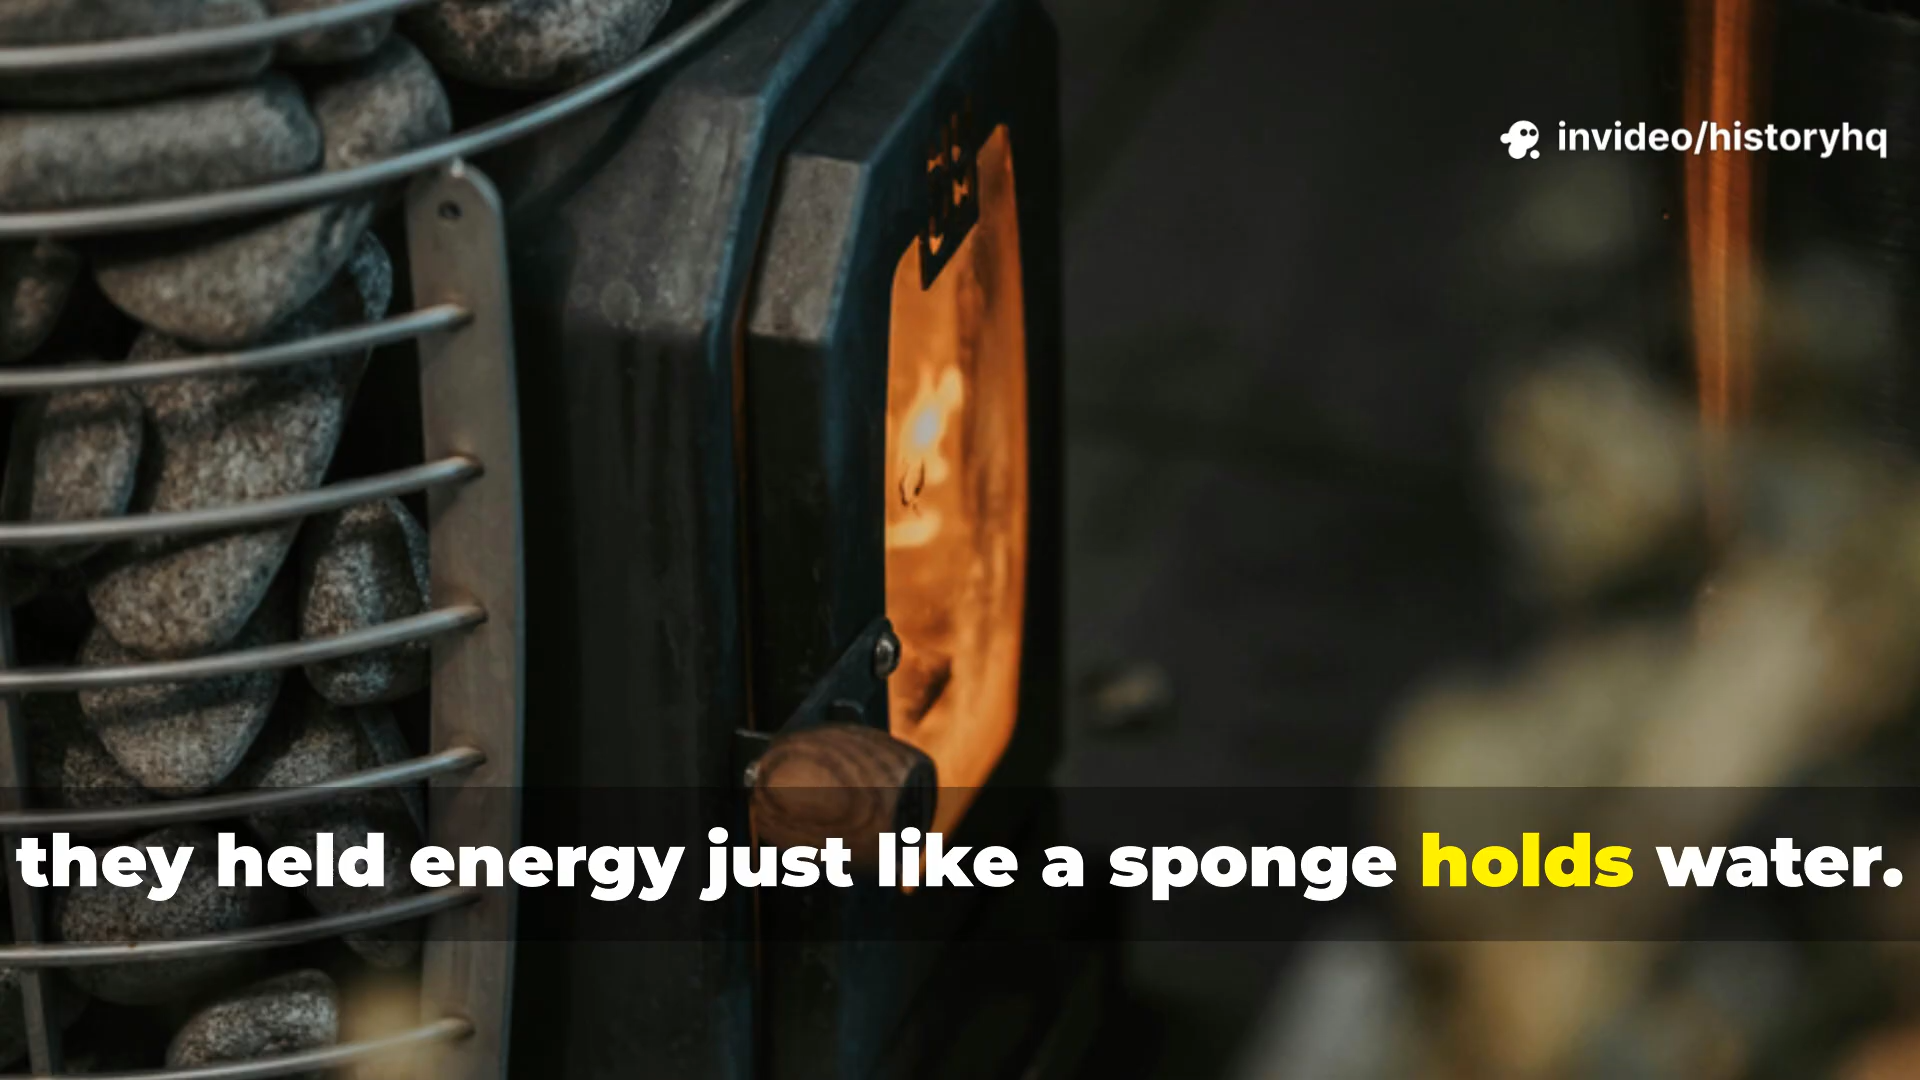 invideo/historyhq
they held energy just like a sponge holds water.